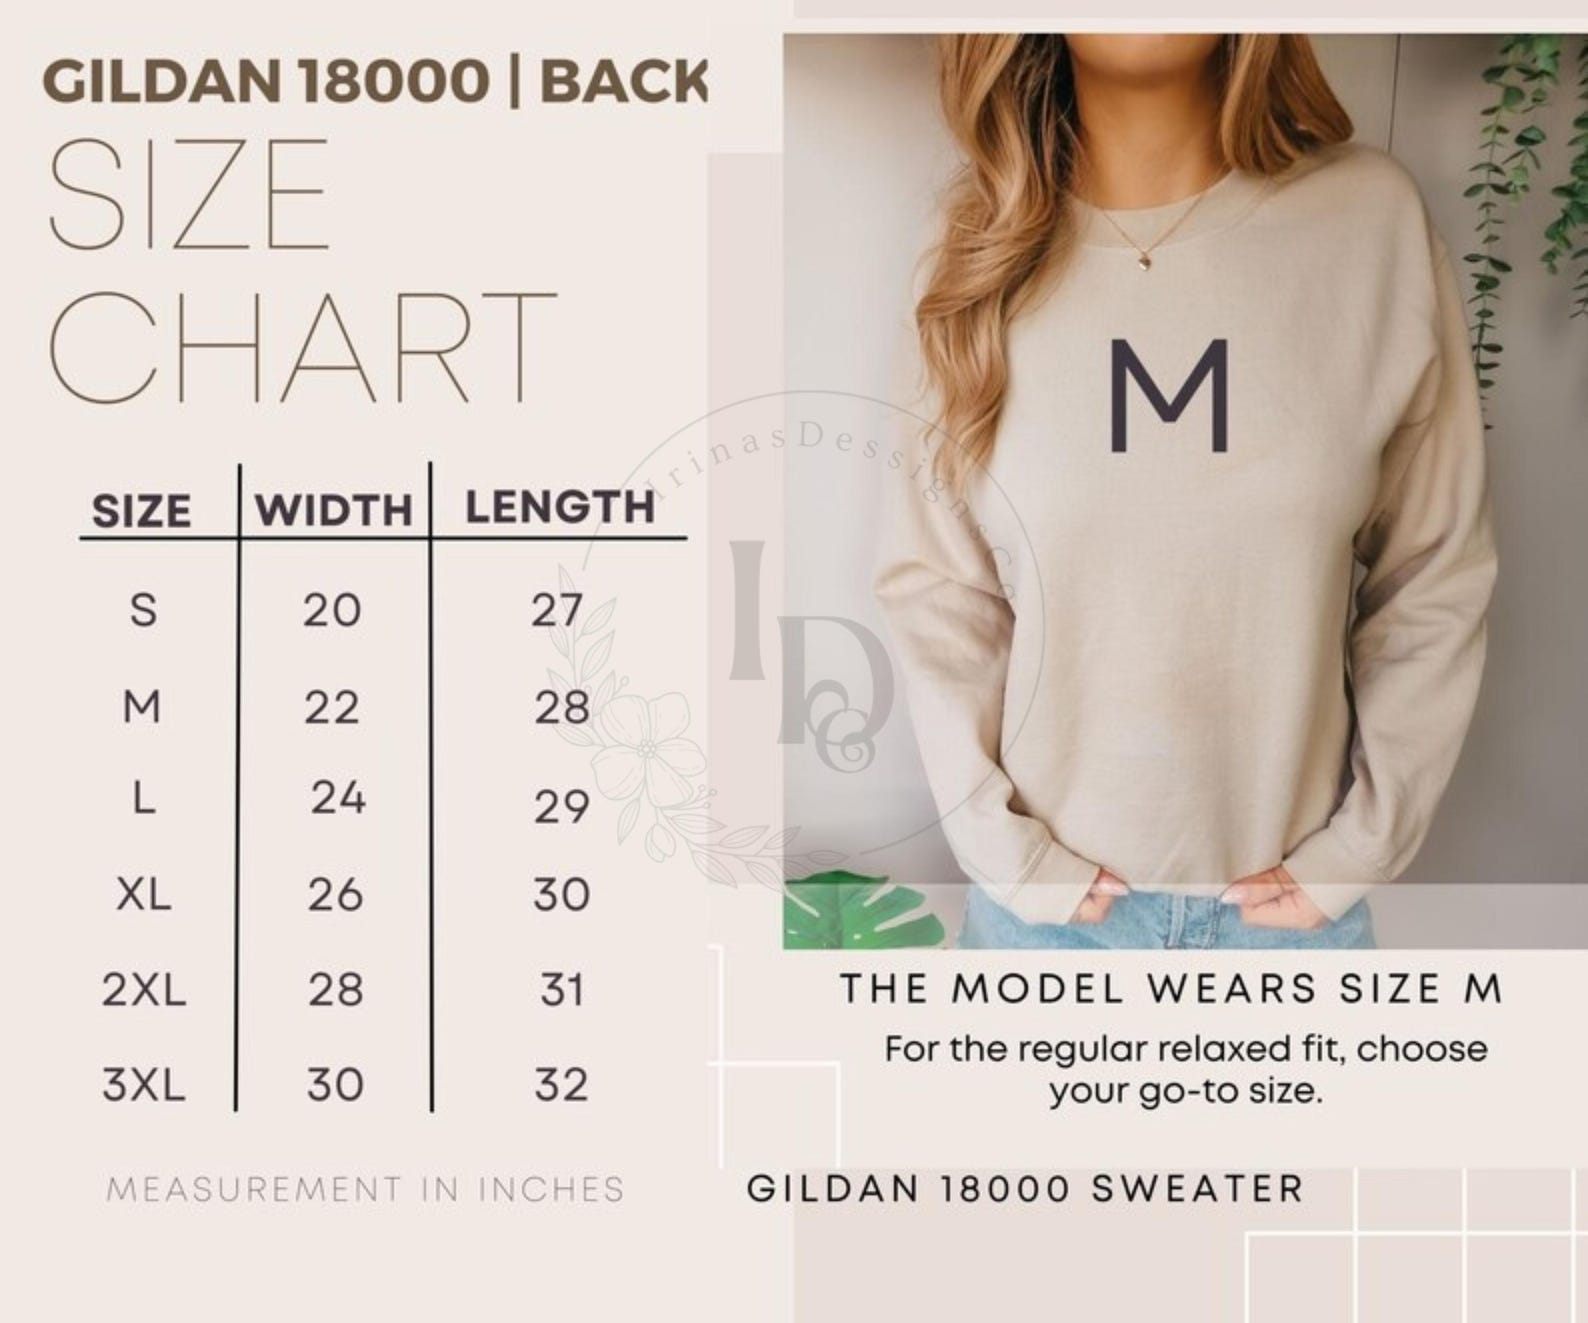 GILDAN 18000 | BACK
SIZE
CHART
SIZE WIDTH LENGTH
S 20 27
M 22 28
L 24 29
XL 26 30
2XL 28 31
3XL 30 32
MEASUREMENT IN INCHES
M
IrinasDessignsCo
ID
THE MODEL WEARS SIZE M
For the regular relaxed fit, choose
your go-to size.
GILDAN 18000 SWEATER